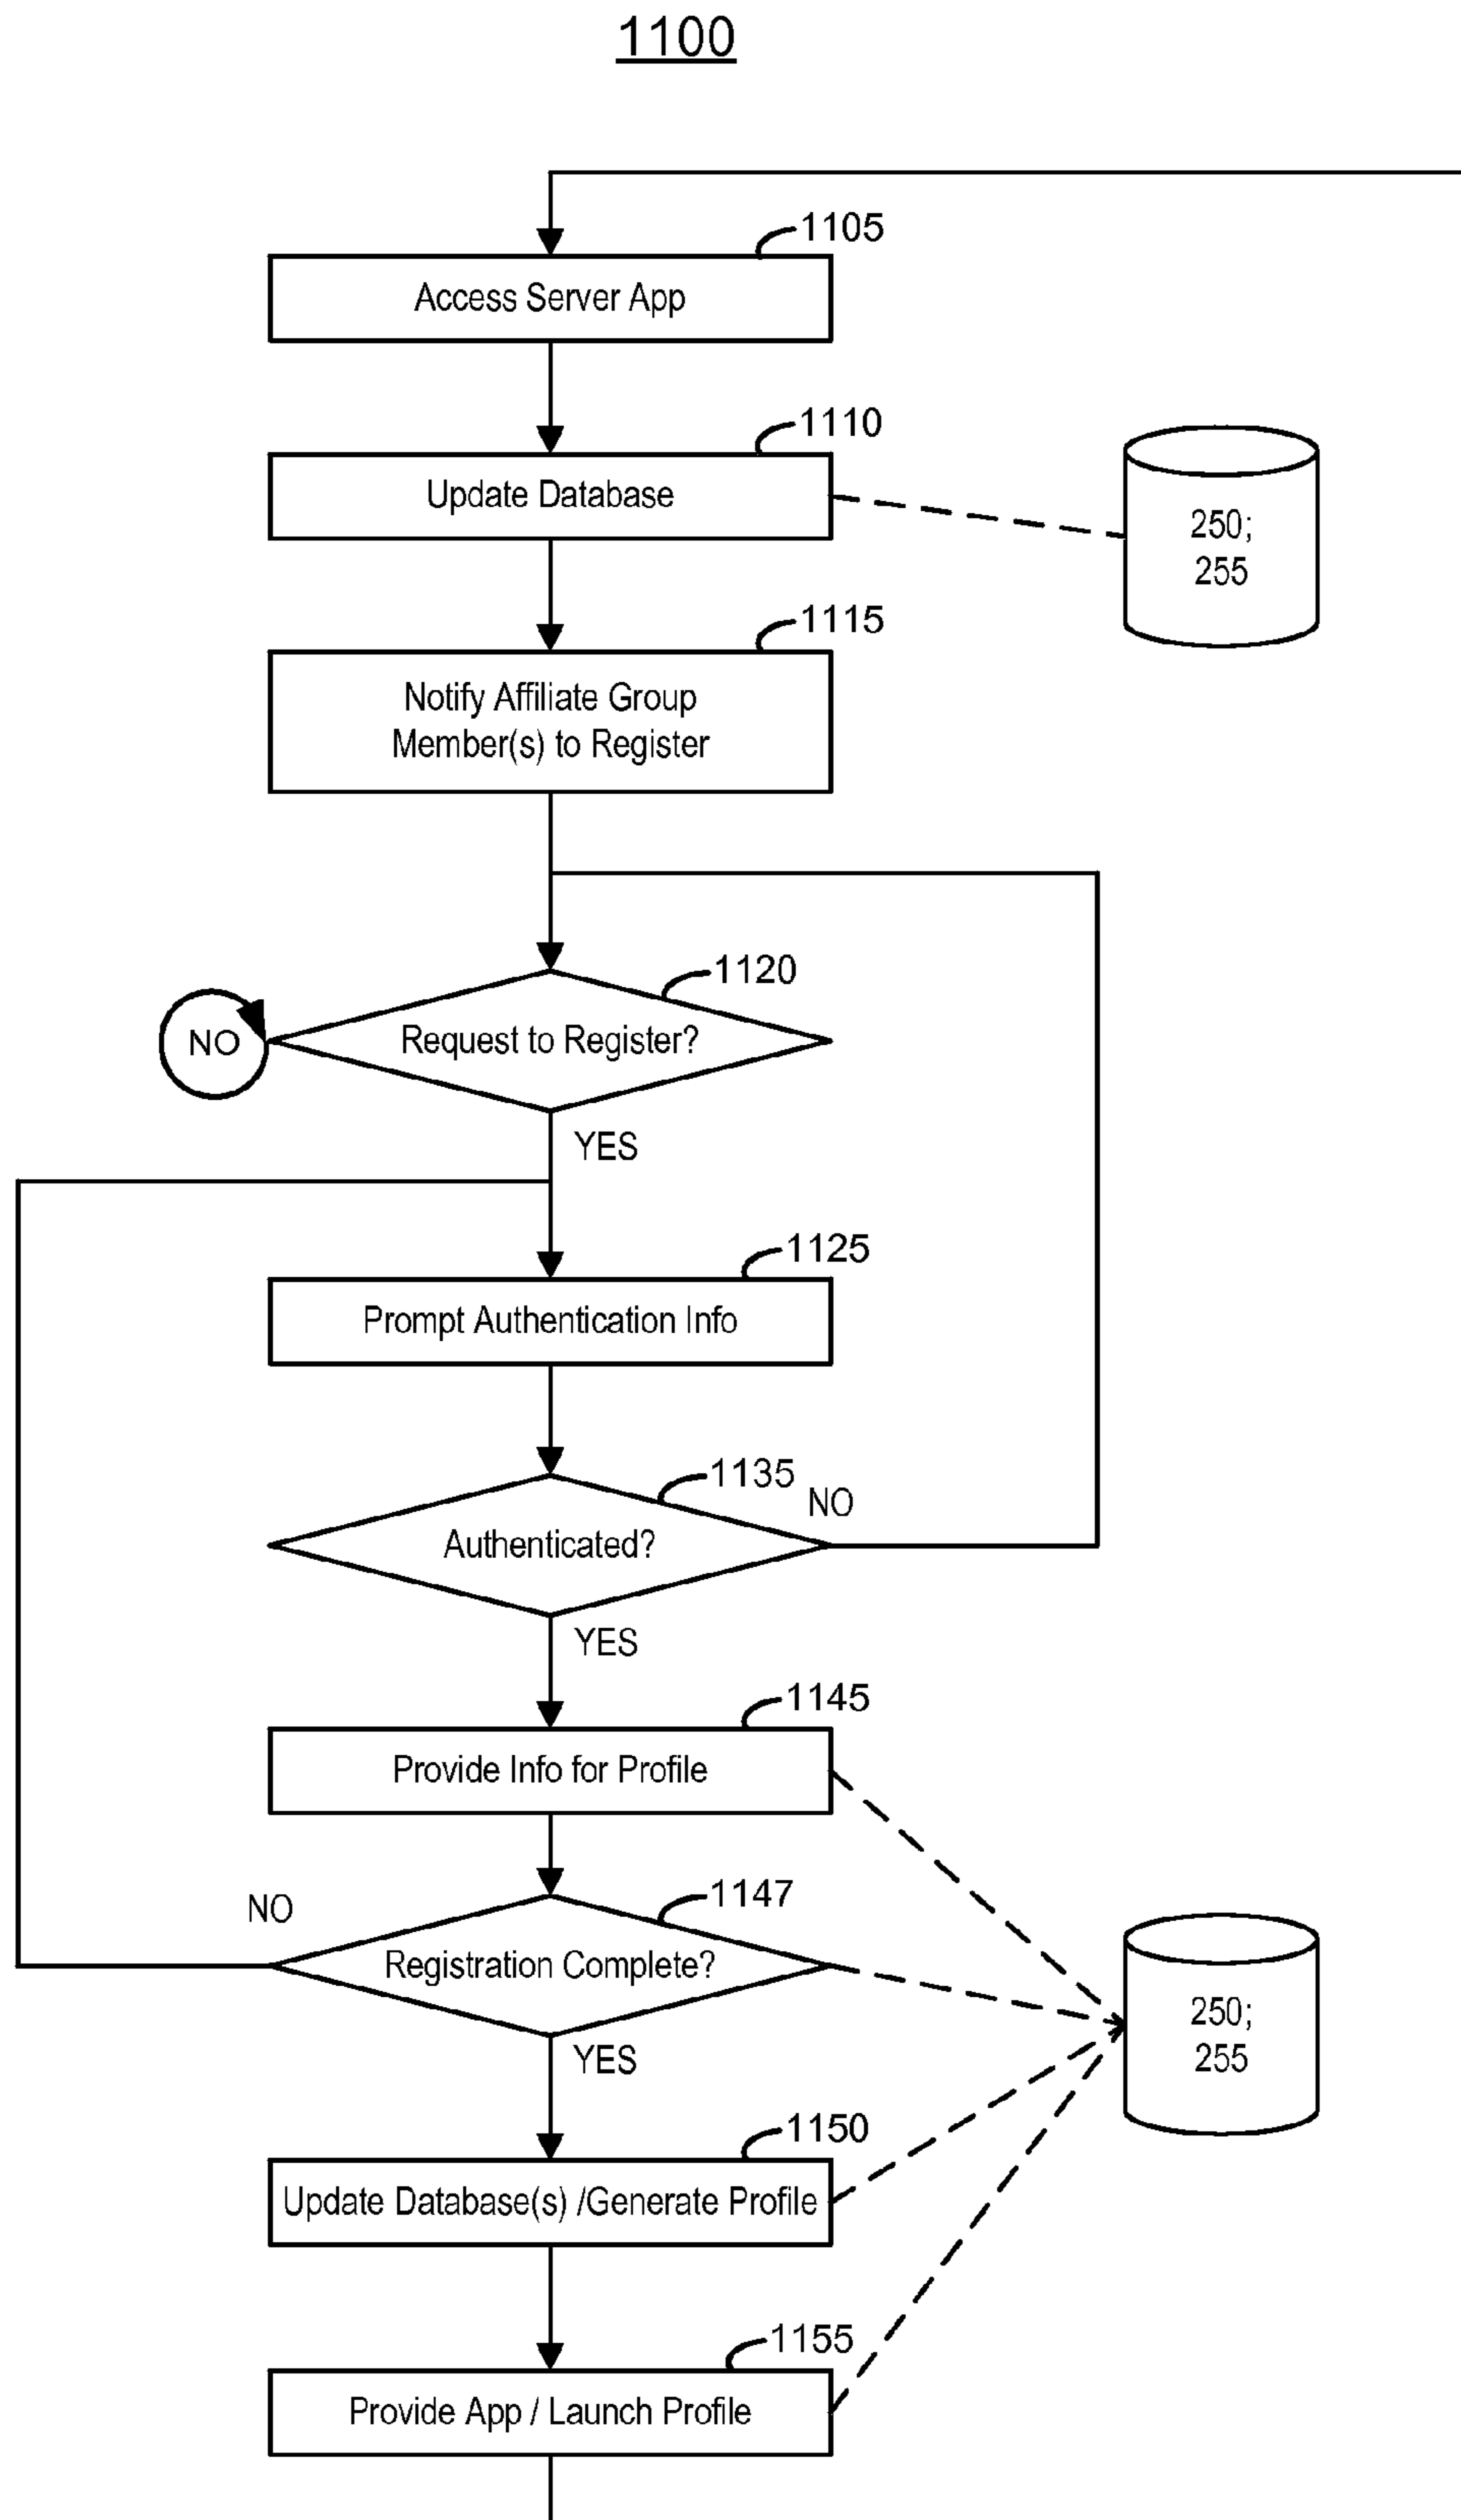 1100
1105
Access Server App
1110
Update Database
250;
255
1115
Notify Affiliate Group
Member(s) to Register
1120
NO
Request to Register?
YES
1125
Prompt Authentication Info
1135
NO
Authenticated?
YES
1145
Provide Info for Profile
1147
NO
Registration Complete?
250;
255
YES
1150
Update Database(s) /Generate Profile
1155
Provide App / Launch Profile